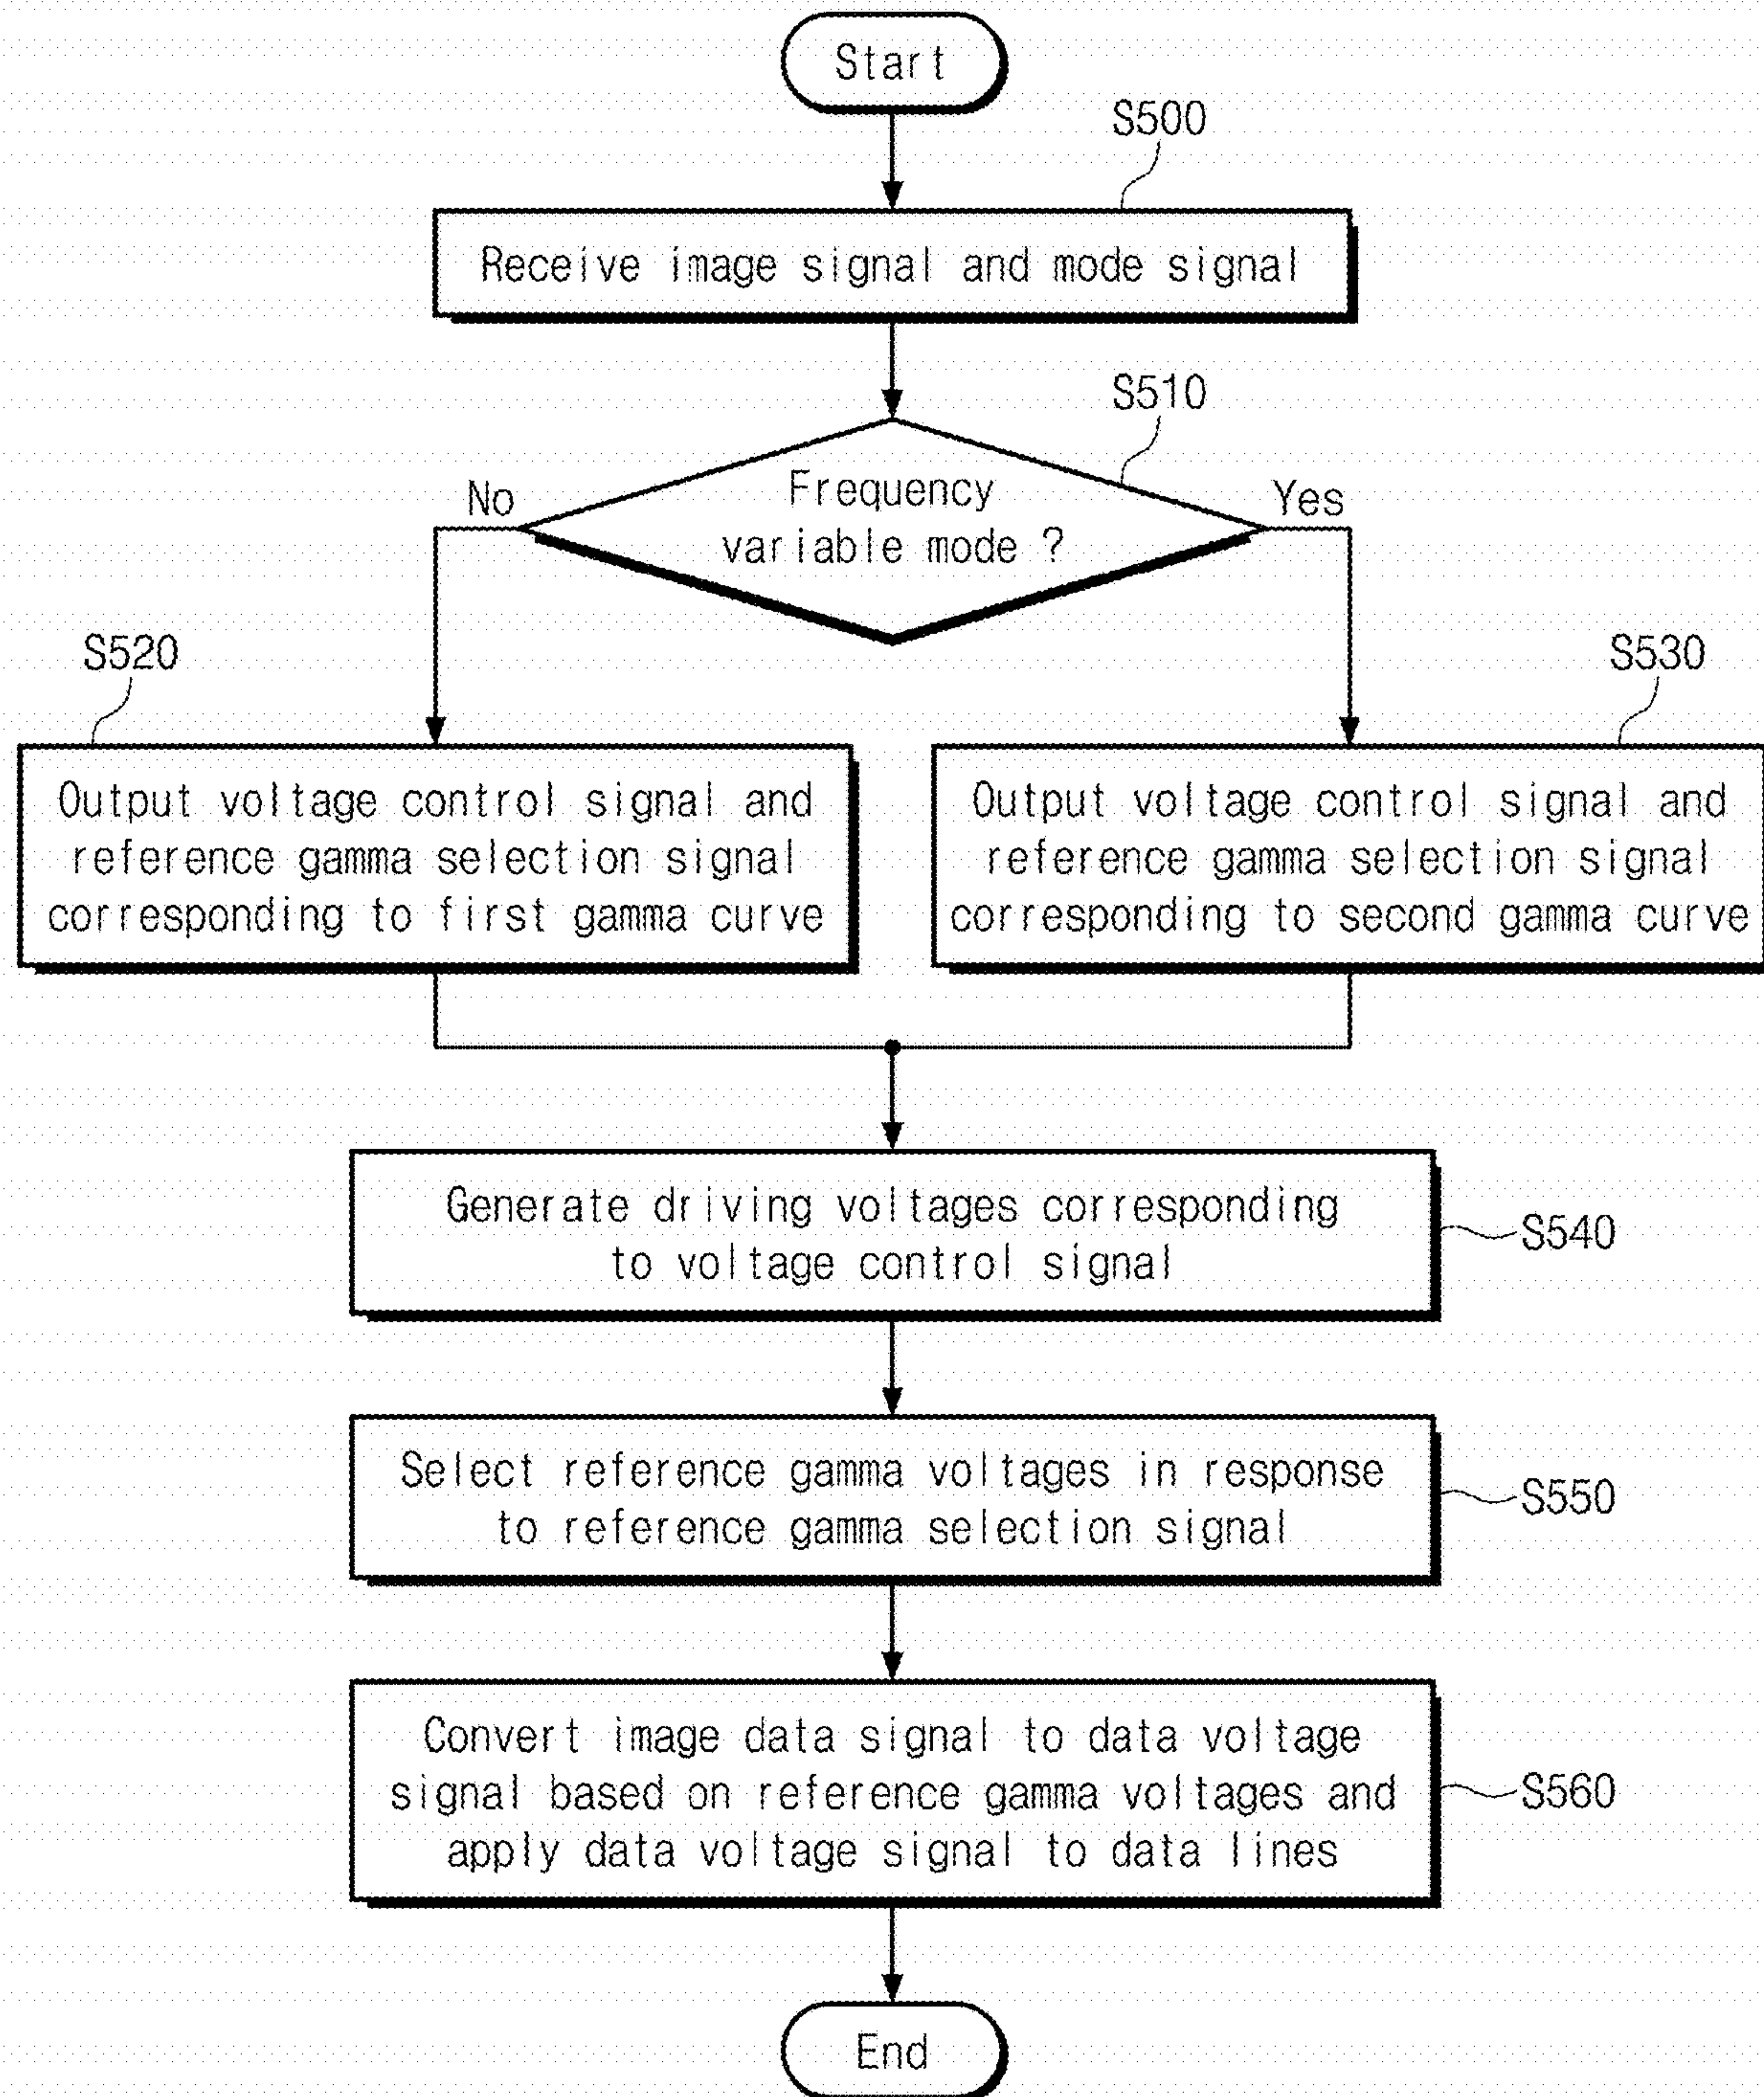 Start
S500
Receive image signal and mode signal
S510
No
Frequency
variable mode ?
Yes
S520
S530
Output voltage control signal and
reference gamma selection signal
corresponding to first gamma curve
Output voltage control signal and
reference gamma selection signal
corresponding to second gamma curve
Generate driving voltages corresponding
to voltage control signal
S540
Select reference gamma voltages in response
to reference gamma selection signal
S550
Convert image data signal to data voltage
signal based on reference gamma voltages and
apply data voltage signal to data lines
S560
End